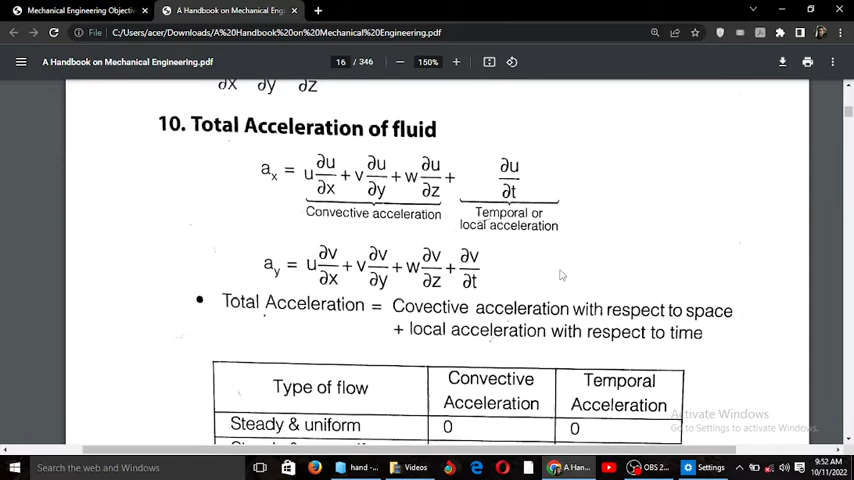 Mechanical Engineering Objectiv
A Handbook on Mechanical Eng
File
C:/Users/acer/Downloads/A%20Handbook%20on%20Mechanical%20Engineering.pdf
A Handbook on Mechanical Engineering.pdf
16 / 346
150%
∂x ∂y ∂z
10. Total Acceleration of fluid
aₓ = u ∂u/∂x + v ∂u/∂y + w ∂u/∂z + ∂u/∂t
Convective acceleration
Temporal or
local acceleration
a_y = u ∂v/∂x + v ∂v/∂y + w ∂v/∂z + ∂v/∂t
• Total Acceleration = Covective acceleration with respect to space
+ local acceleration with respect to time
Type of flow
Convective
Acceleration
Temporal
Acceleration
Steady & uniform 0 0
Activate Windows
Go to Settings to activate Windows.
Search the web and Windows
hand -...
Videos
A Han...
OBS 2...
Settings
9:52 AM
10/11/2022